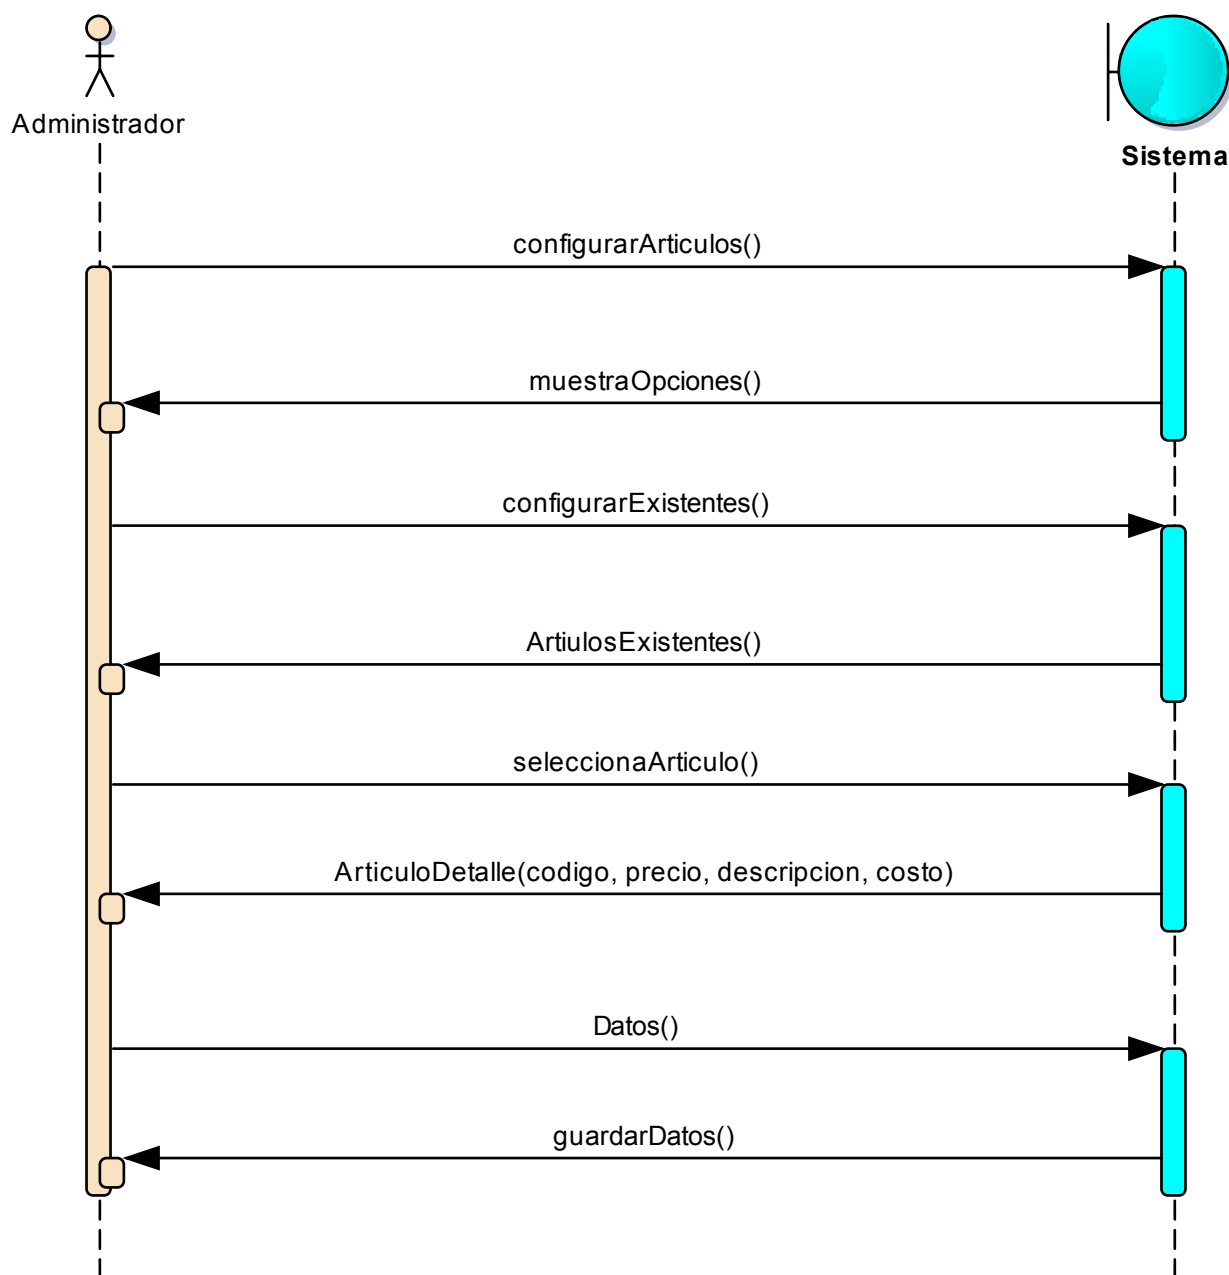 Administrador
Sistema
configurarArticulos()
muestraOpciones()
configurarExistentes()
ArtiulosExistentes()
seleccionaArticulo()
ArticuloDetalle(codigo, precio, descripcion, costo)
Datos()
guardarDatos()